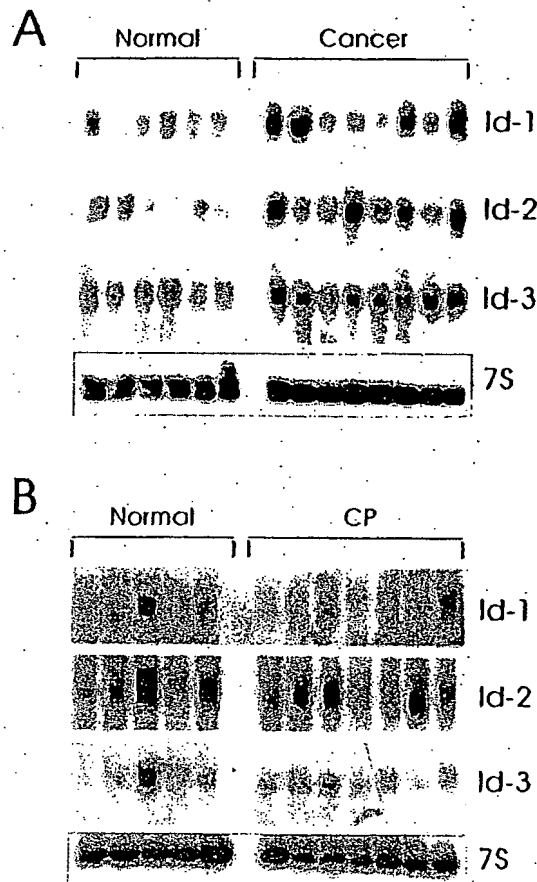 A
Normal Cancer
Id-1
Id-2
Id-3
7S
B
Normal CP
Id-1
Id-2
Id-3
7S